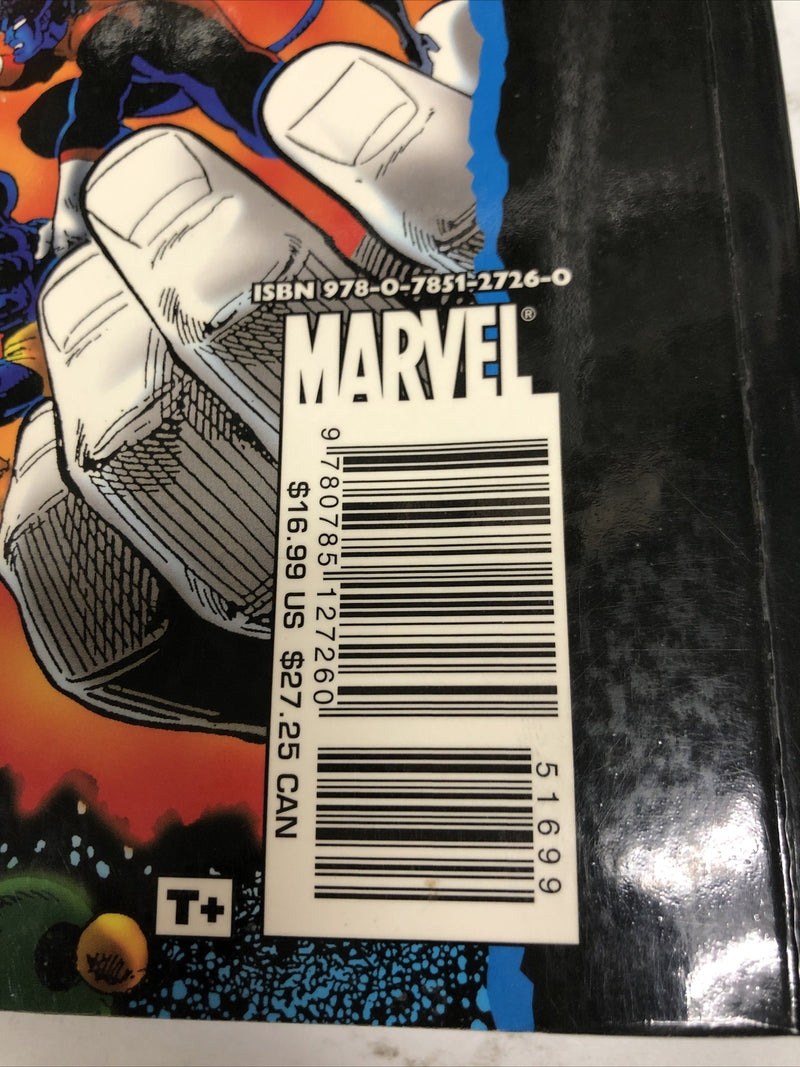 ISBN 978-0-7851-2726-0
MARVEL®
9 780785 127260
$16.99 US $27.25 CAN
51699
T+